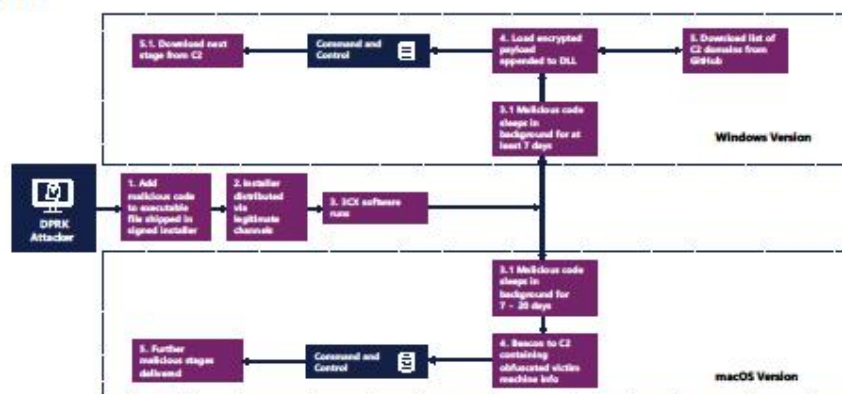 5.1. Download next
stage from C2
Command and
Control
4. Load encrypted
payload
appended to DLL
5. Download list of
C2 domains from
GitHub
3.1 Malicious code
sleeps in
background for at
least 7 days
Windows Version
DPRK
Attacker
1. Add
malicious code
to executable
file shipped in
signed installer
2. Installer
distributed
via
legitimate
channels
3. 3CX software
runs
3.1 Malicious code
sleeps in
background for
7 - 20 days
5. Further
malicious stages
delivered
Command and
Control
4. Beacon to C2
containing
obfuscated victim
machine info
macOS Version